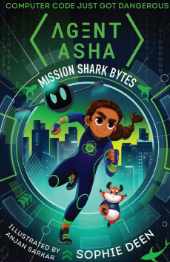 COMPUTER CODE JUST GOT DANGEROUS
AGENT
ASHA
MISSION SHARK BYTES
ILLUSTRATED BY
ANJAN SARKAR
SOPHIE DEEN